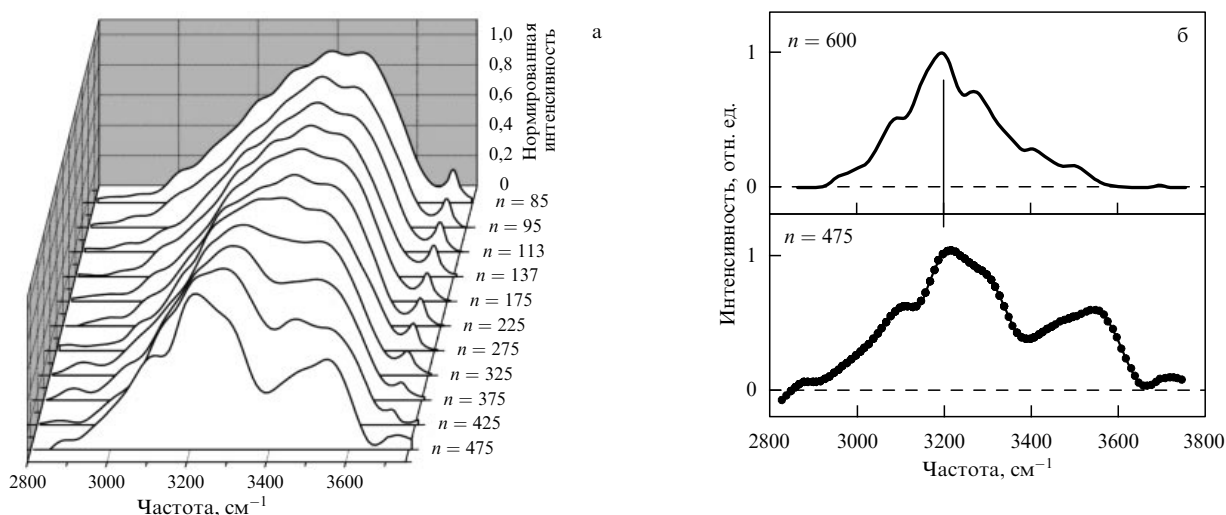 1,0
0,8
0,6
0,4
0,2
0
Нормированная
интенсивность
а
n = 85
n = 95
n = 113
n = 137
n = 175
n = 225
n = 275
n = 325
n = 375
n = 425
n = 475
2800 3000 3200 3400 3600
Частота, см⁻¹
n = 600
б
1
0
Интенсивность, отн. ед.
n = 475
1
0
2800 3000 3200 3400 3600 3800
Частота, см⁻¹